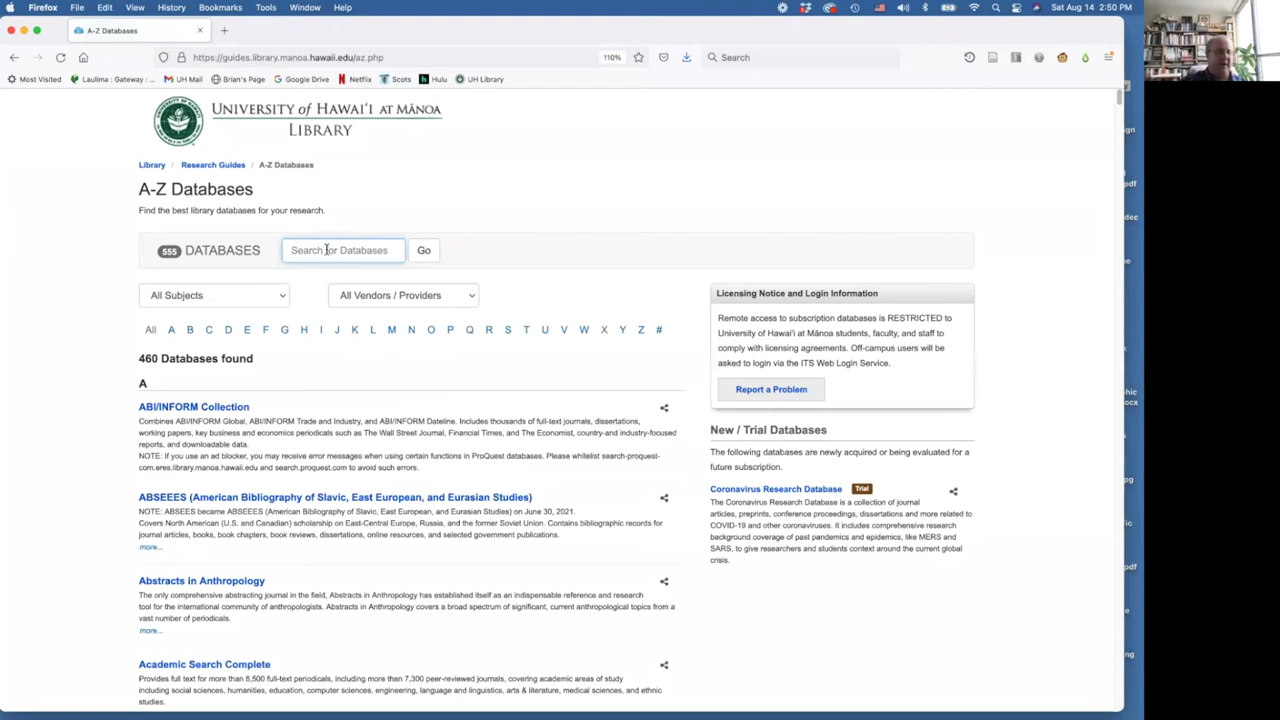 Firefox File Edit View History Bookmarks Tools Window Help
Sat Aug 14 2:50 PM
A-Z Databases
https://guides.library.manoa.hawaii.edu/az.php
110%
Search
Most Visited Laulima : Gateway : ... UH Mail Brian's Page Google Drive Netflix Scots Hulu UH Library
UNIVERSITY of HAWAI'I AT MĀNOA
LIBRARY
Library / Research Guides / A-Z Databases
A-Z Databases
Find the best library databases for your research.
555 DATABASES Search for Databases Go
All Subjects All Vendors / Providers
All A B C D E F G H I J K L M N O P Q R S T U V W X Y Z #
460 Databases found
A
ABI/INFORM Collection
Combines ABI/INFORM Global, ABI/INFORM Trade and Industry, and ABI/INFORM Dateline. Includes thousands of full-text journals, dissertations,
working papers, key business and economics periodicals such as The Wall Street Journal, Financial Times, and The Economist, country-and industry-focused
reports, and downloadable data.
NOTE: If you use an ad blocker, you may receive error messages when using certain functions in ProQuest databases. Please whitelist search-proquest-
com.eres.library.manoa.hawaii.edu and search.proquest.com to avoid such errors.
ABSEEES (American Bibliography of Slavic, East European, and Eurasian Studies)
NOTE: ABSEES became ABSEEES (American Bibliography of Slavic, East European, and Eurasian Studies) on June 30, 2021.
Covers North American (U.S. and Canadian) scholarship on East-Central Europe, Russia, and the former Soviet Union. Contains bibliographic records for
journal articles, books, book chapters, book reviews, dissertations, online resources, and selected government publications.
more...
Abstracts in Anthropology
The only comprehensive abstracting journal in the field, Abstracts in Anthropology has established itself as an indispensable reference and research
tool for the international community of anthropologists. Abstracts in Anthropology covers a broad spectrum of significant, current anthropological topics from a
vast number of periodicals.
more...
Academic Search Complete
Provides full text for more than 8,500 full-text periodicals, including more than 7,300 peer-reviewed journals, covering academic areas of study
including social sciences, humanities, education, computer sciences, engineering, language and linguistics, arts & literature, medical sciences, and ethnic
studies.
Licensing Notice and Login Information
Remote access to subscription databases is RESTRICTED to
University of Hawai'i at Mānoa students, faculty, and staff to
comply with licensing agreements. Off-campus users will be
asked to login via the ITS Web Login Service.
Report a Problem
New / Trial Databases
The following databases are newly acquired or being evaluated for a
future subscription.
Coronavirus Research Database Trial
The Coronavirus Research Database is a collection of journal
articles, preprints, conference proceedings, dissertations and more related to
COVID-19 and other coronaviruses. It includes comprehensive research
background coverage of past pandemics and epidemics, like MERS and
SARS, to give researchers and students context around the current global
crisis.